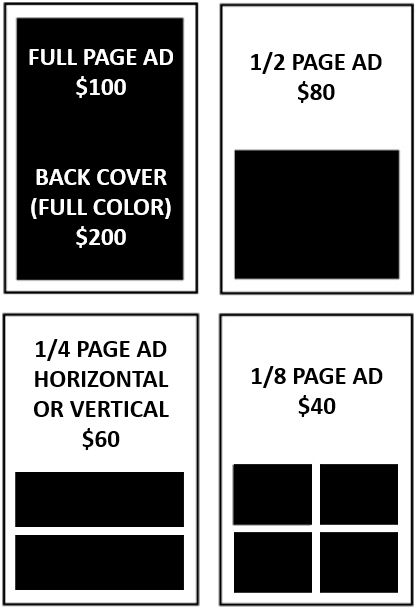 FULL PAGE AD
$100
BACK COVER
(FULL COLOR)
$200
1/2 PAGE AD
$80
1/4 PAGE AD
HORIZONTAL
OR VERTICAL
$60
1/8 PAGE AD
$40